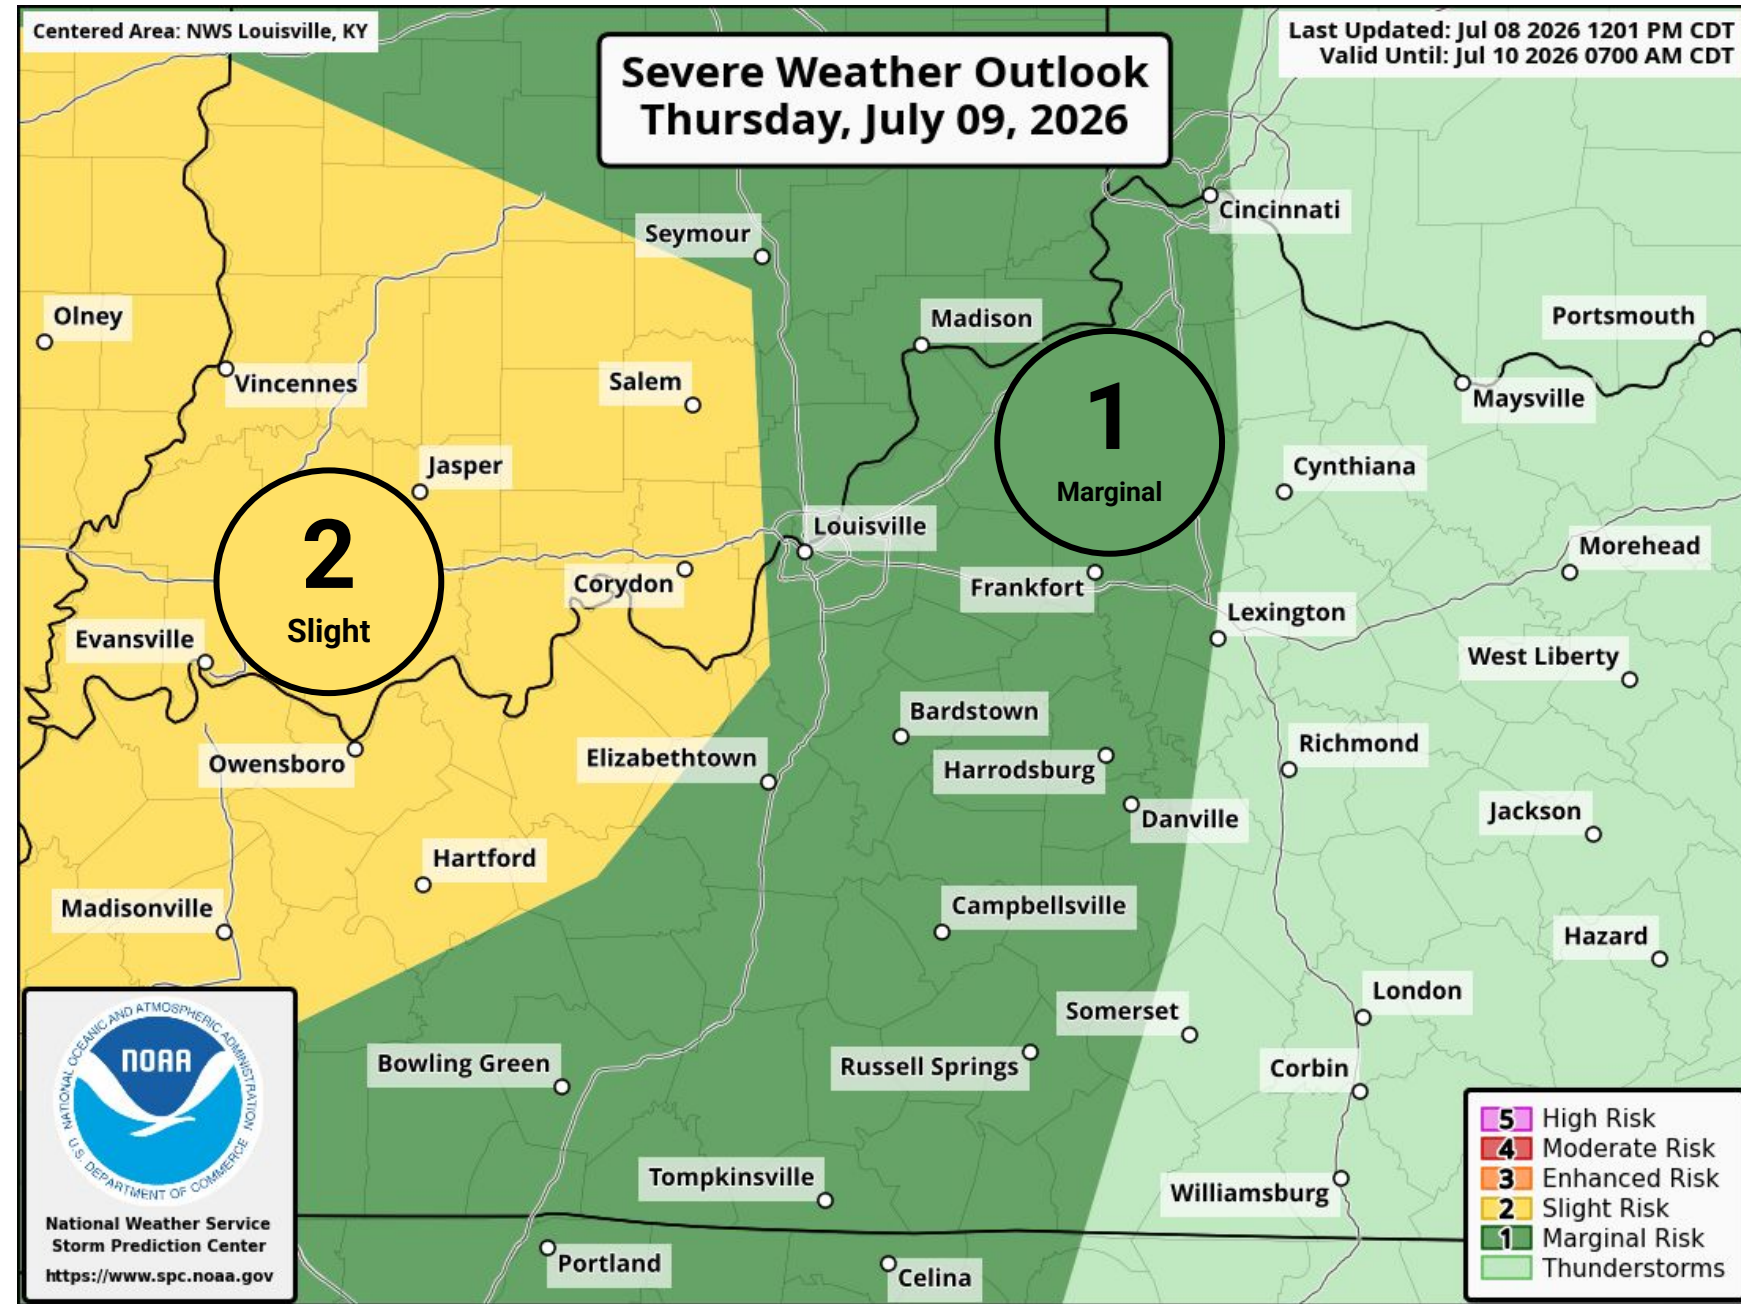 Centered Area: NWS Louisville, KY
Severe Weather Outlook
Thursday, July 09, 2026
Last Updated: Jul 08 2026 1201 PM CDT
Valid Until: Jul 10 2026 0700 AM CDT
Cincinnati
Seymour
Olney
Madison
Portsmouth
Vincennes
Salem
Maysville
1
Marginal
Jasper
Cynthiana
Louisville
2
Slight
Morehead
Corydon
Frankfort
Lexington
Evansville
West Liberty
Bardstown
Richmond
Owensboro
Elizabethtown
Harrodsburg
Jackson
Danville
Hartford
Madisonville
Campbellsville
Hazard
London
Somerset
Bowling Green
Russell Springs
Corbin
Tompkinsville
Williamsburg
Portland
Celina
NATIONAL OCEANIC AND ATMOSPHERIC ADMINISTRATION
NOAA
U.S. DEPARTMENT OF COMMERCE
National Weather Service
Storm Prediction Center
https://www.spc.noaa.gov
5 High Risk
4 Moderate Risk
3 Enhanced Risk
2 Slight Risk
1 Marginal Risk
Thunderstorms